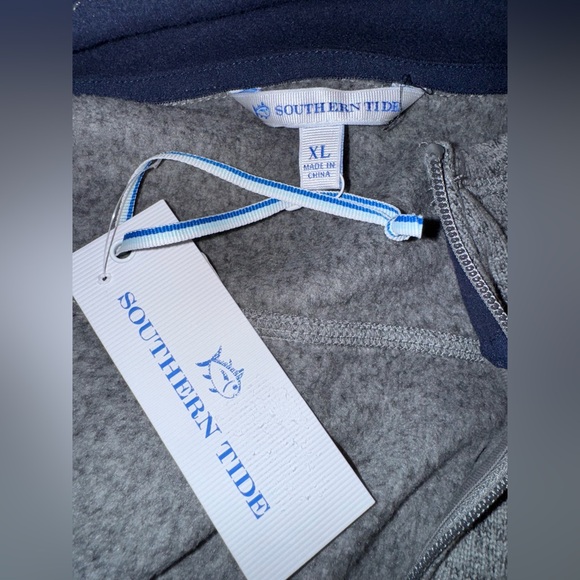 SOUTHERN TIDE
XL
MADE IN
CHINA
SOUTHERN TIDE